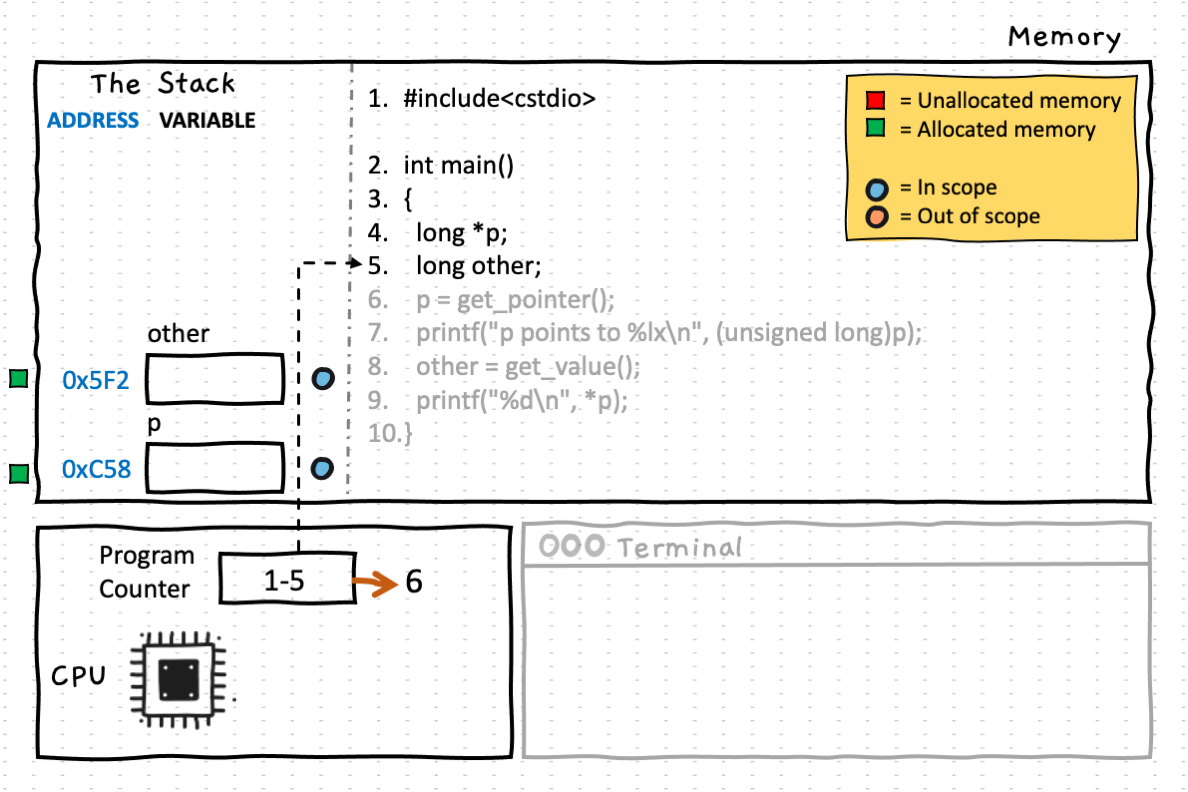 Memory
The Stack
ADDRESS VARIABLE
1. #include<cstdio>
2. int main()
3. {
4. long *p;
5. long other;
6. p = get_pointer();
7. printf("p points to %lx\n", (unsigned long)p);
8. other = get_value();
9. printf("%d\n", *p);
10.}
= Unallocated memory
= Allocated memory
= In scope
= Out of scope
other
0x5F2
p
0xC58
Program
Counter
1-5
6
CPU
Terminal